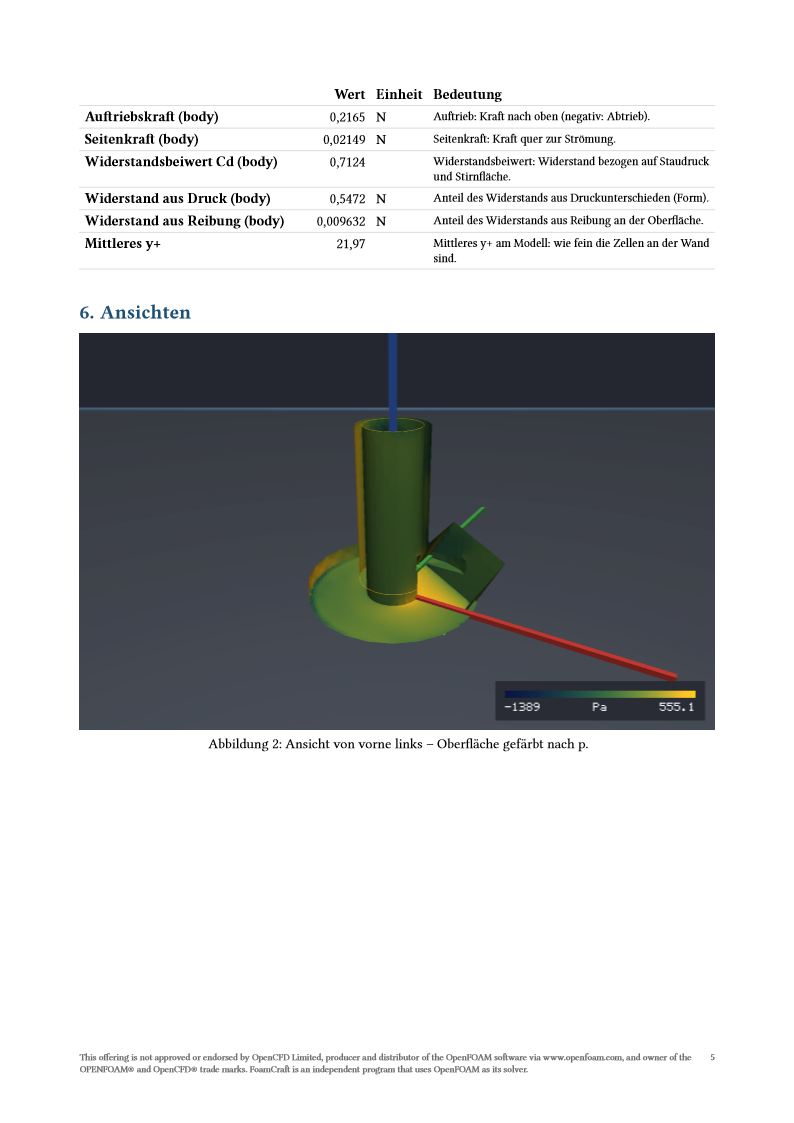 Wert Einheit Bedeutung
Auftriebskraft (body) 0,2165 N Auftrieb: Kraft nach oben (negativ: Abtrieb).
Seitenkraft (body) 0,02149 N Seitenkraft: Kraft quer zur Strömung.
Widerstandsbeiwert Cd (body) 0,7124 Widerstandsbeiwert: Widerstand bezogen auf Staudruck
und Stirnfläche.
Widerstand aus Druck (body) 0,5472 N Anteil des Widerstands aus Druckunterschieden (Form).
Widerstand aus Reibung (body) 0,009632 N Anteil des Widerstands aus Reibung an der Oberfläche.
Mittleres y+ 21,97 Mittleres y+ am Modell: wie fein die Zellen an der Wand
sind.
6. Ansichten
-1389 Pa 555.1
Abbildung 2: Ansicht von vorne links – Oberfläche gefärbt nach p.
This offering is not approved or endorsed by OpenCFD Limited, producer and distributor of the OpenFOAM software via www.openfoam.com, and owner of the 5
OPENFOAM® and OpenCFD® trade marks. FoamCraft is an independent program that uses OpenFOAM as its solver.